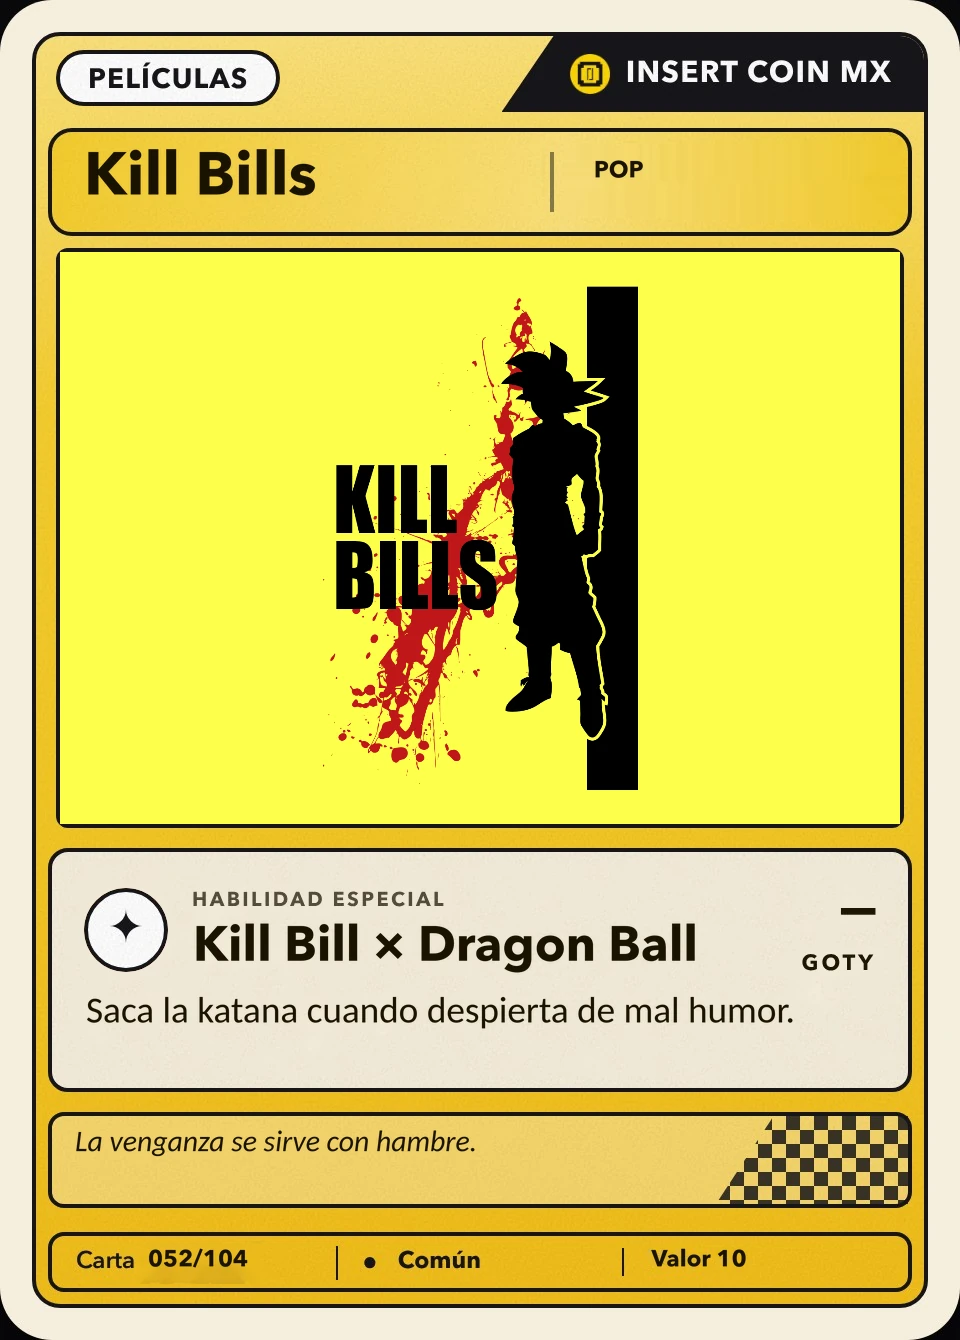 PELÍCULAS
INSERT COIN MX
Kill Bills
POP
KILL
BILLS
HABILIDAD ESPECIAL
Kill Bill × Dragon Ball
—
GOTY
Saca la katana cuando despierta de mal humor.
La venganza se sirve con hambre.
Carta 052/104 • Común Valor 10